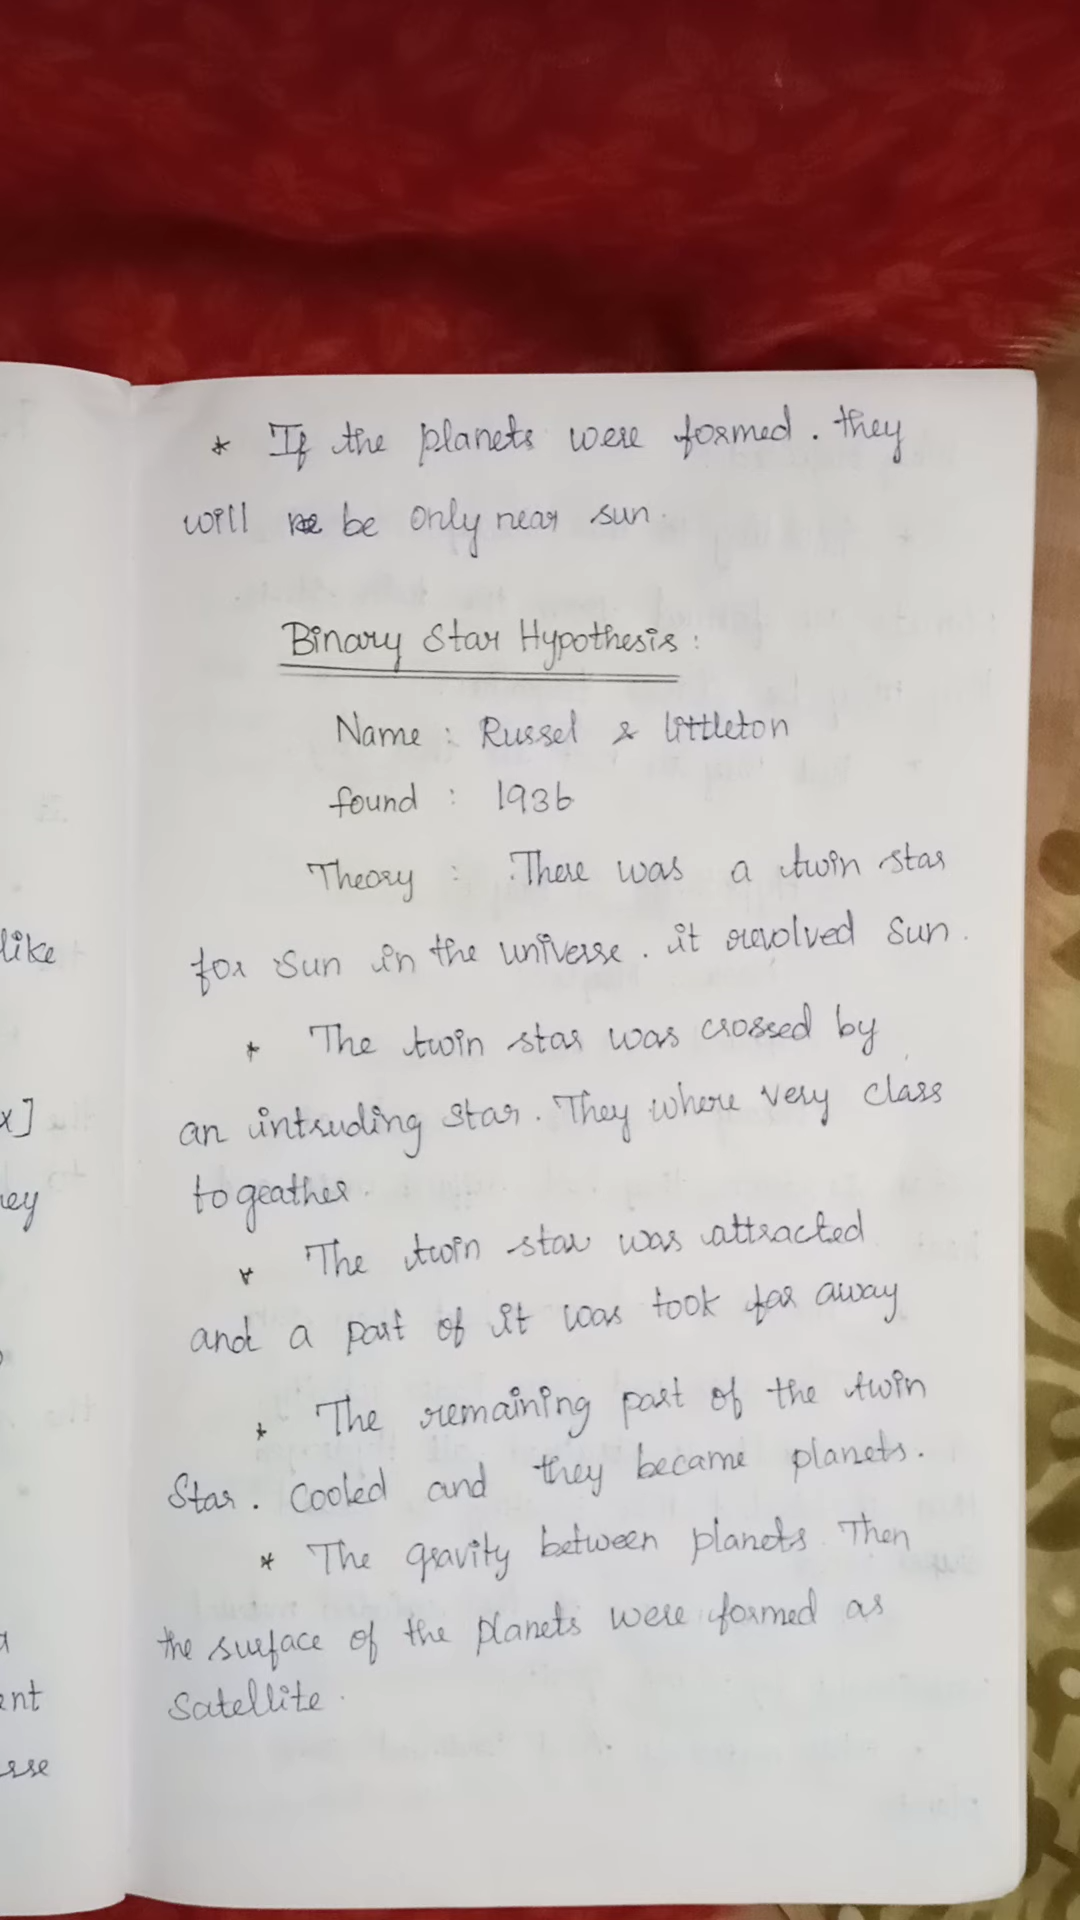 * If the planets were formed. they
will be only near sun.
Binary Star Hypothesis:
Name : Russel & littleton
found : 1936
Theory : There was a twin star
for Sun in the universe. it revolved Sun.
* The twin star was crossed by
an intruding star. They where very class
togeather.
* The twin star was attracted
and a part of it was took far away
* The remaining part of the twin
Star. Cooled and they became planets.
* The gravity between planets Then
the surface of the planets were formed as
Satellite.
like
x]
ey
ent